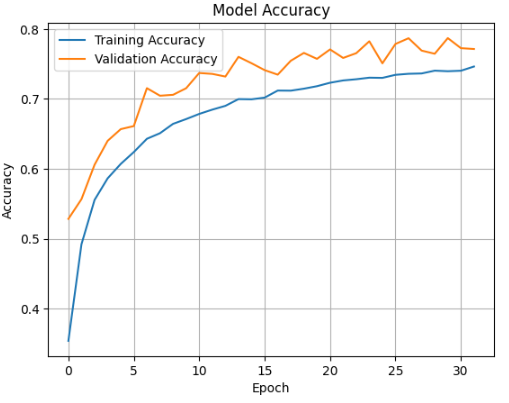 Model Accuracy
Training Accuracy
Validation Accuracy
0.8
0.7
0.6
0.5
0.4
Accuracy
0 5 10 15 20 25 30
Epoch